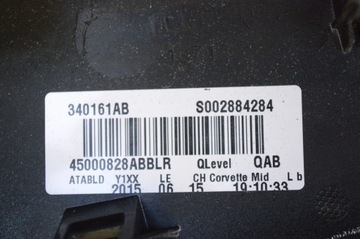 340161AB S002884284
45000828ABBLR QLevel QAB
ATABLD Y1XX LE CH Corvette Mid L b
2015 06 15 19:10:33